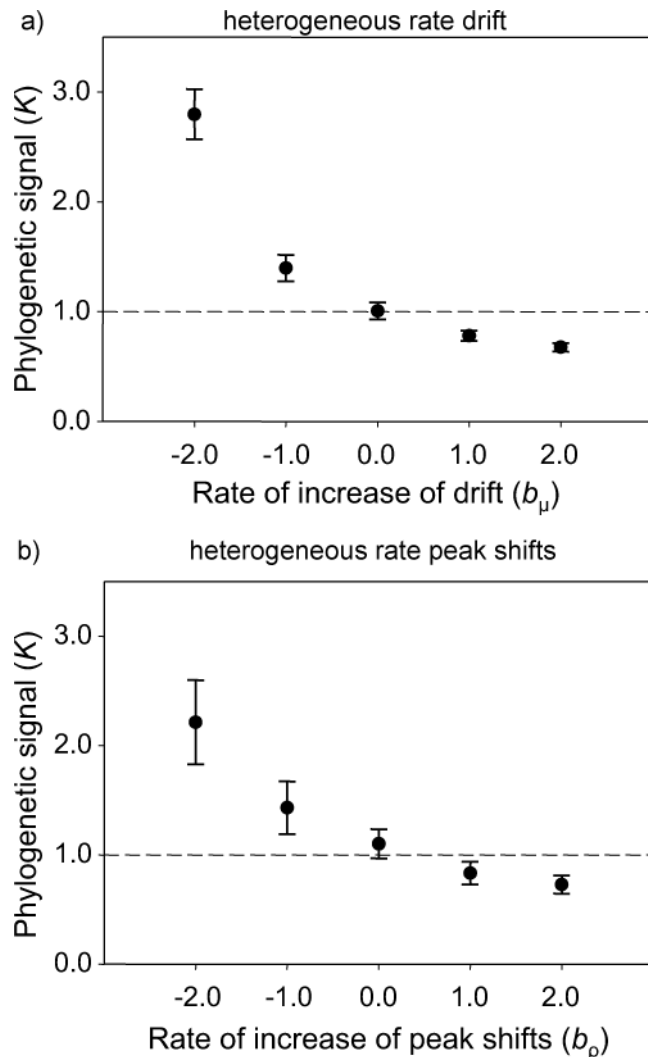 a)
heterogeneous rate drift
Phylogenetic signal (K)
3.0
2.0
1.0
0.0
-2.0 -1.0 0.0 1.0 2.0
Rate of increase of drift (bμ)
b)
heterogeneous rate peak shifts
Phylogenetic signal (K)
3.0
2.0
1.0
0.0
-2.0 -1.0 0.0 1.0 2.0
Rate of increase of peak shifts (bρ)